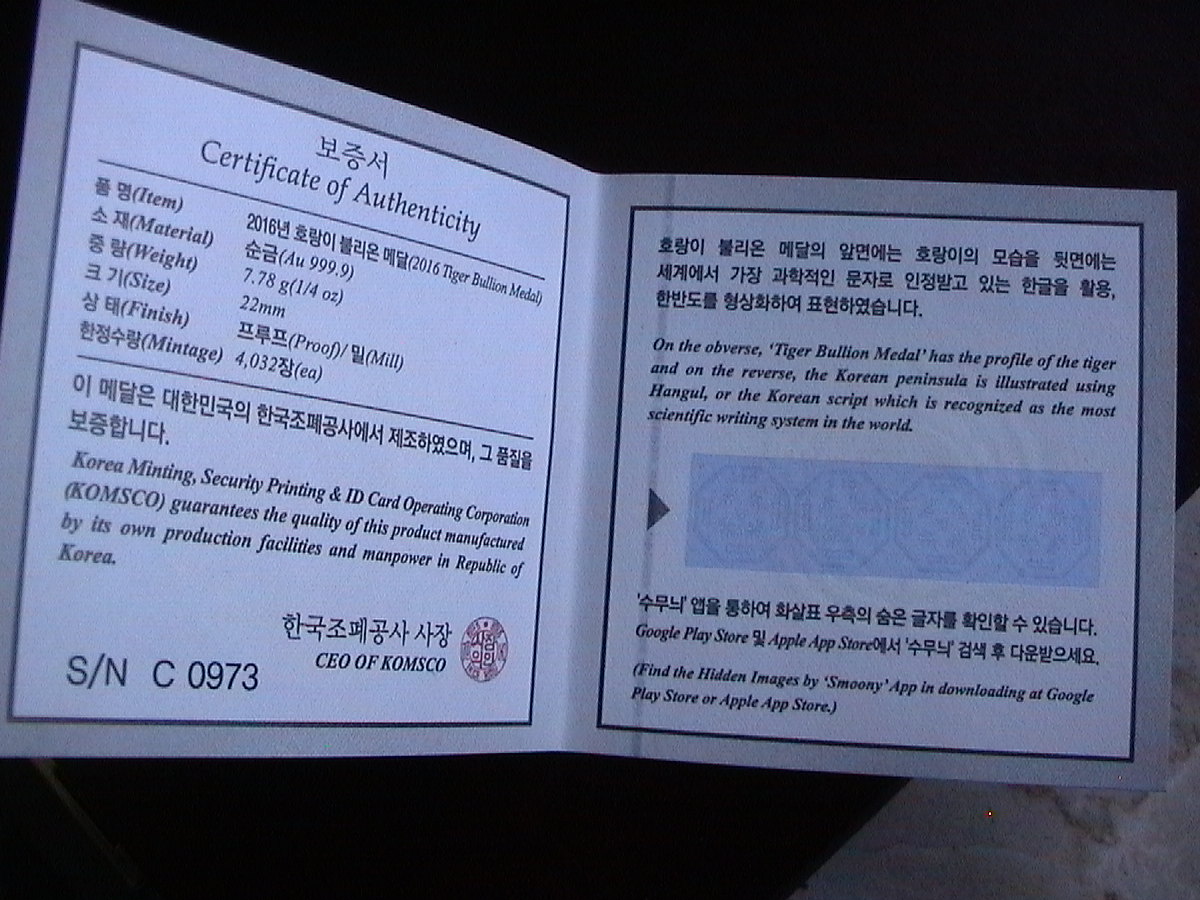 보증서
Certificate of Authenticity
품 명(Item) 2016년 호랑이 불리온 메달(2016 Tiger Bullion Medal)
소 재(Material) 순금(Au 999.9)
중 량(Weight) 7.78 g(1/4 oz)
크 기(Size) 22mm
상 태(Finish) 프루프(Proof)/ 밀(Mill)
한정수량(Mintage) 4,032장(ea)
이 메달은 대한민국의 한국조폐공사에서 제조하였으며, 그 품질을
보증합니다.
Korea Minting, Security Printing & ID Card Operating Corporation
(KOMSCO) guarantees the quality of this product manufactured
by its own production facilities and manpower in Republic of
Korea.
한국조폐공사 사장
CEO OF KOMSCO
S/N C 0973
호랑이 불리온 메달의 앞면에는 호랑이의 모습을 뒷면에는
세계에서 가장 과학적인 문자로 인정받고 있는 한글을 활용,
한반도를 형상화하여 표현하였습니다.
On the obverse, ‘Tiger Bullion Medal’ has the profile of the tiger
and on the reverse, the Korean peninsula is illustrated using
Hangul, or the Korean script which is recognized as the most
scientific writing system in the world.
'수무늬' 앱을 통하여 화살표 우측의 숨은 글자를 확인할 수 있습니다.
Google Play Store 및 Apple App Store에서 '수무늬' 검색 후 다운받으세요.
(Find the Hidden Images by ‘Smoony’ App in downloading at Google
Play Store or Apple App Store.)